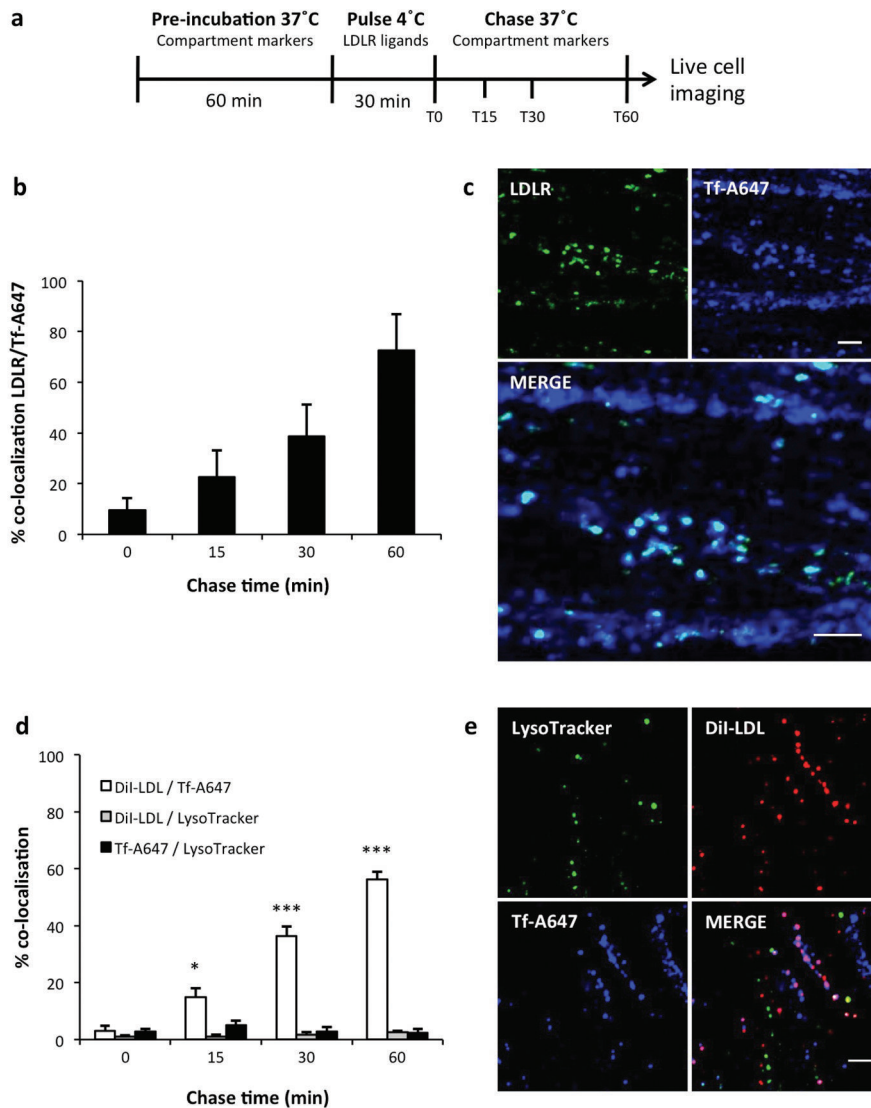 a
Pre-incubation 37˚C
Compartment markers
Pulse 4˚C
LDLR ligands
Chase 37˚C
Compartment markers
60 min
30 min
T0
T15
T30
T60
Live cell
imaging
b
% co-localization LDLR/Tf-A647
100
80
60
40
20
0
0
15
30
60
Chase time (min)
c
LDLR
Tf-A647
MERGE
d
% co-localisation
100
80
60
40
20
0
DiI-LDL / Tf-A647
DiI-LDL / LysoTracker
Tf-A647 / LysoTracker
*
***
***
0
15
30
60
Chase time (min)
e
LysoTracker
DiI-LDL
Tf-A647
MERGE